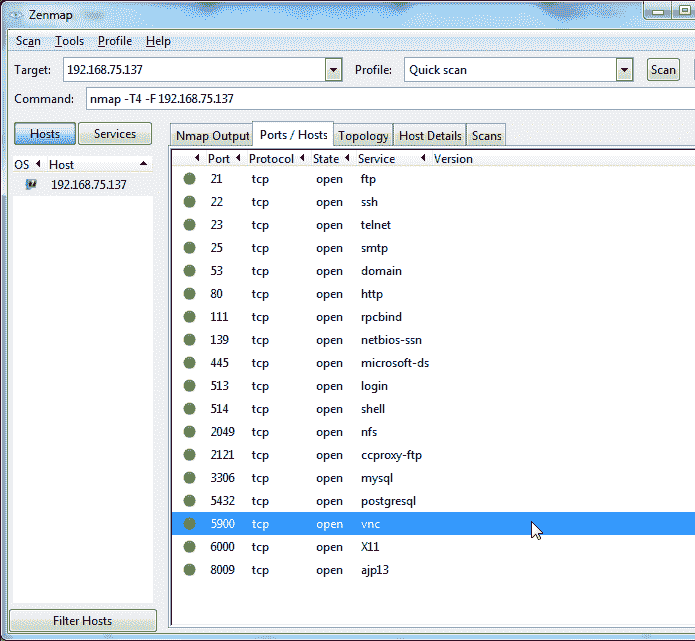 Zenmap
Scan Tools Profile Help
Target: 192.168.75.137 Profile: Quick scan Scan
Command: nmap -T4 -F 192.168.75.137
Hosts Services
Nmap Output Ports / Hosts Topology Host Details Scans
OS Host
192.168.75.137
Port Protocol State Service Version
21 tcp open ftp
22 tcp open ssh
23 tcp open telnet
25 tcp open smtp
53 tcp open domain
80 tcp open http
111 tcp open rpcbind
139 tcp open netbios-ssn
445 tcp open microsoft-ds
513 tcp open login
514 tcp open shell
2049 tcp open nfs
2121 tcp open ccproxy-ftp
3306 tcp open mysql
5432 tcp open postgresql
5900 tcp open vnc
6000 tcp open X11
8009 tcp open ajp13
Filter Hosts